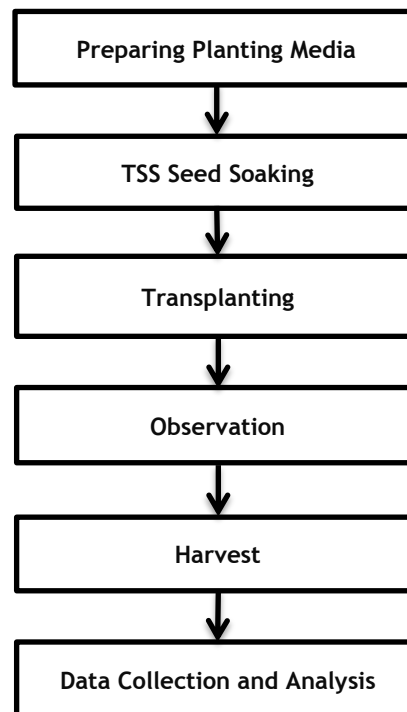 Preparing Planting Media
TSS Seed Soaking
Transplanting
Observation
Harvest
Data Collection and Analysis